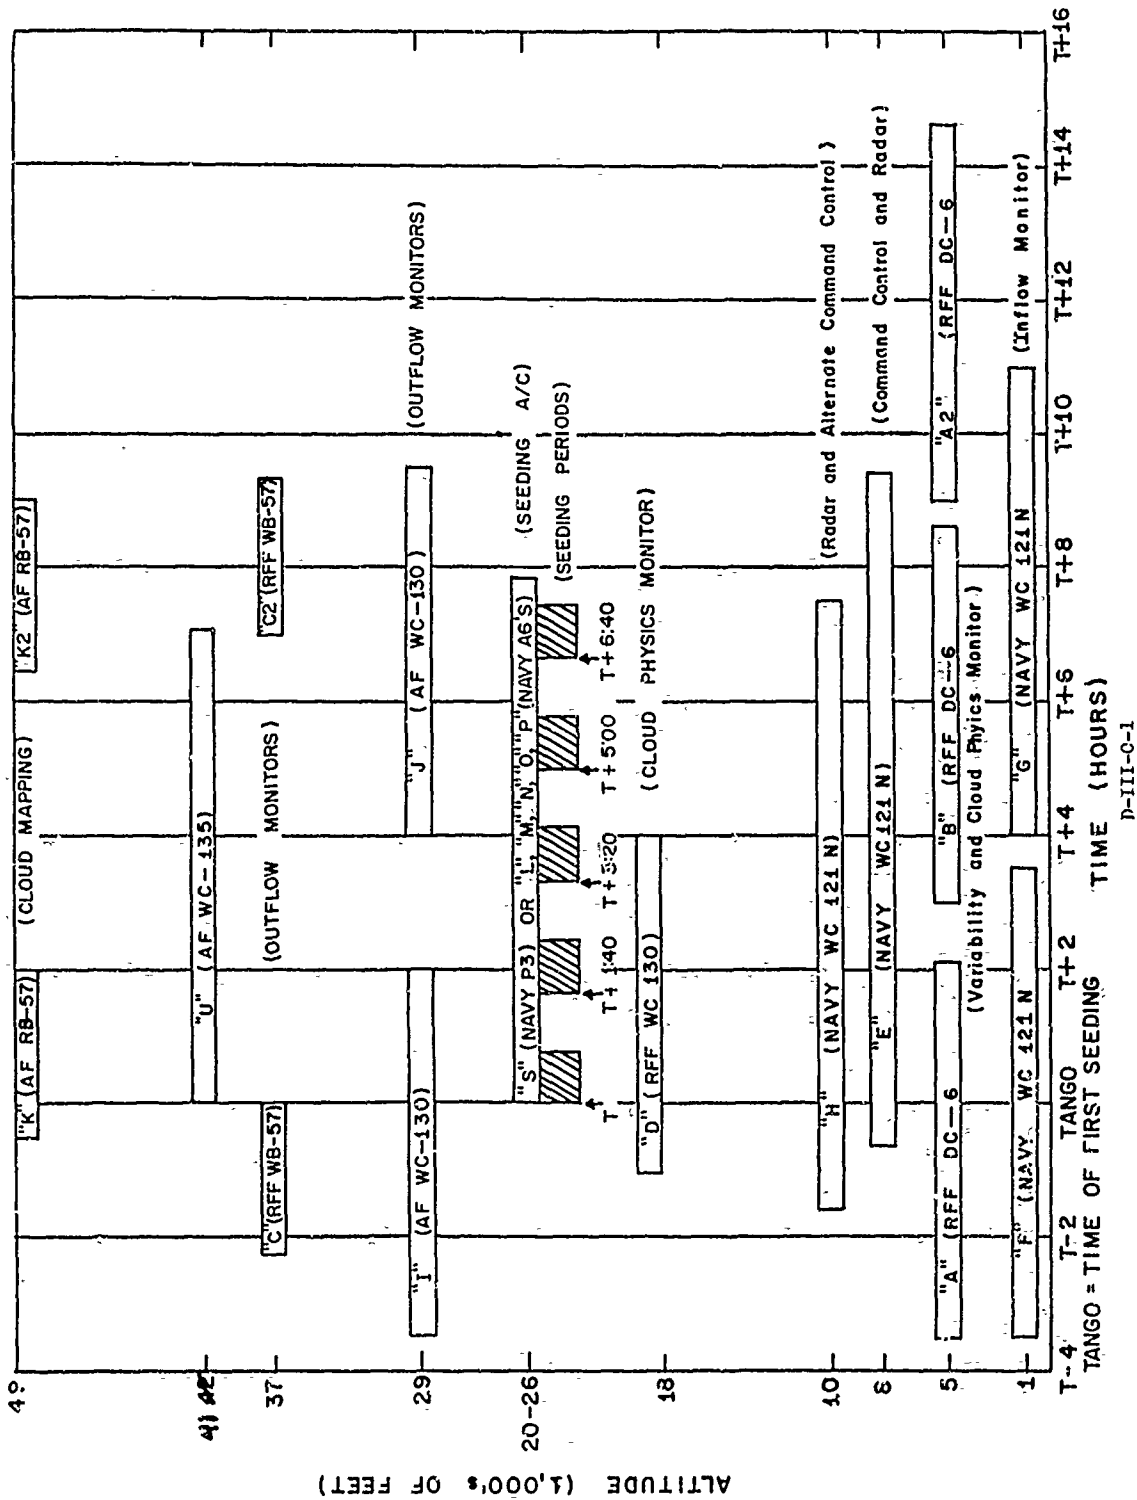 "K" (AF RB-57)
(CLOUD MAPPING)
"K2" (AF RB-57)
"U" (AF WC-135)
"C" (RFF WB-57)
(OUTFLOW MONITORS)
"C2" (RFF WB-57)
"I" (AF WC-130)
"J" (AF WC-130)
(OUTFLOW MONITORS)
"S" (NAVY P3) OR "L", "M", "N", "O", "P" (NAVY A6'S)
(SEEDING A/C)
(SEEDING PERIODS)
T
T+1:40
T+3:20
T+5:00
T+6:40
"D" (RFF WC 130)
(CLOUD PHYSICS MONITOR)
"H" (NAVY WC 121 N)
(Radar and Alternate Command Control)
"E" (NAVY WC 121 N)
(Command Control and Radar)
"A" (RFF DC-6
"B" (RFF DC-6
"A2" (RFF DC-6
(Variability and Cloud Phyics Monitor)
"F" (NAVY WC 121 N
"G" (NAVY WC 121 N
(Inflow Monitor)
ALTITUDE (1,000's OF FEET)
42
37
29
20-26
18
10
5
1
T-4
T-2
TANGO
T+2
T+4
T+6
T+8
T+10
T+12
T+14
T+16
TANGO = TIME OF FIRST SEEDING
TIME (HOURS)
D-III-C-1